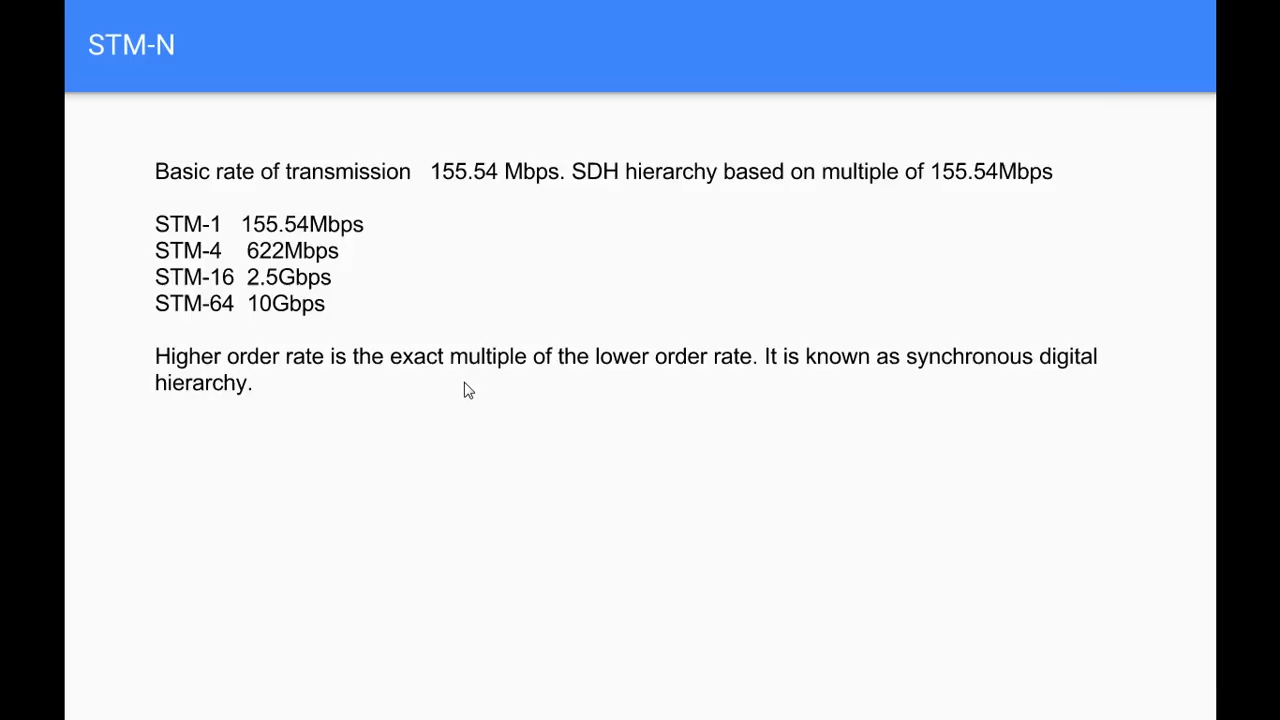 STM-N
Basic rate of transmission 155.54 Mbps. SDH hierarchy based on multiple of 155.54Mbps
STM-1 155.54Mbps
STM-4 622Mbps
STM-16 2.5Gbps
STM-64 10Gbps
Higher order rate is the exact multiple of the lower order rate. It is known as synchronous digital
hierarchy.